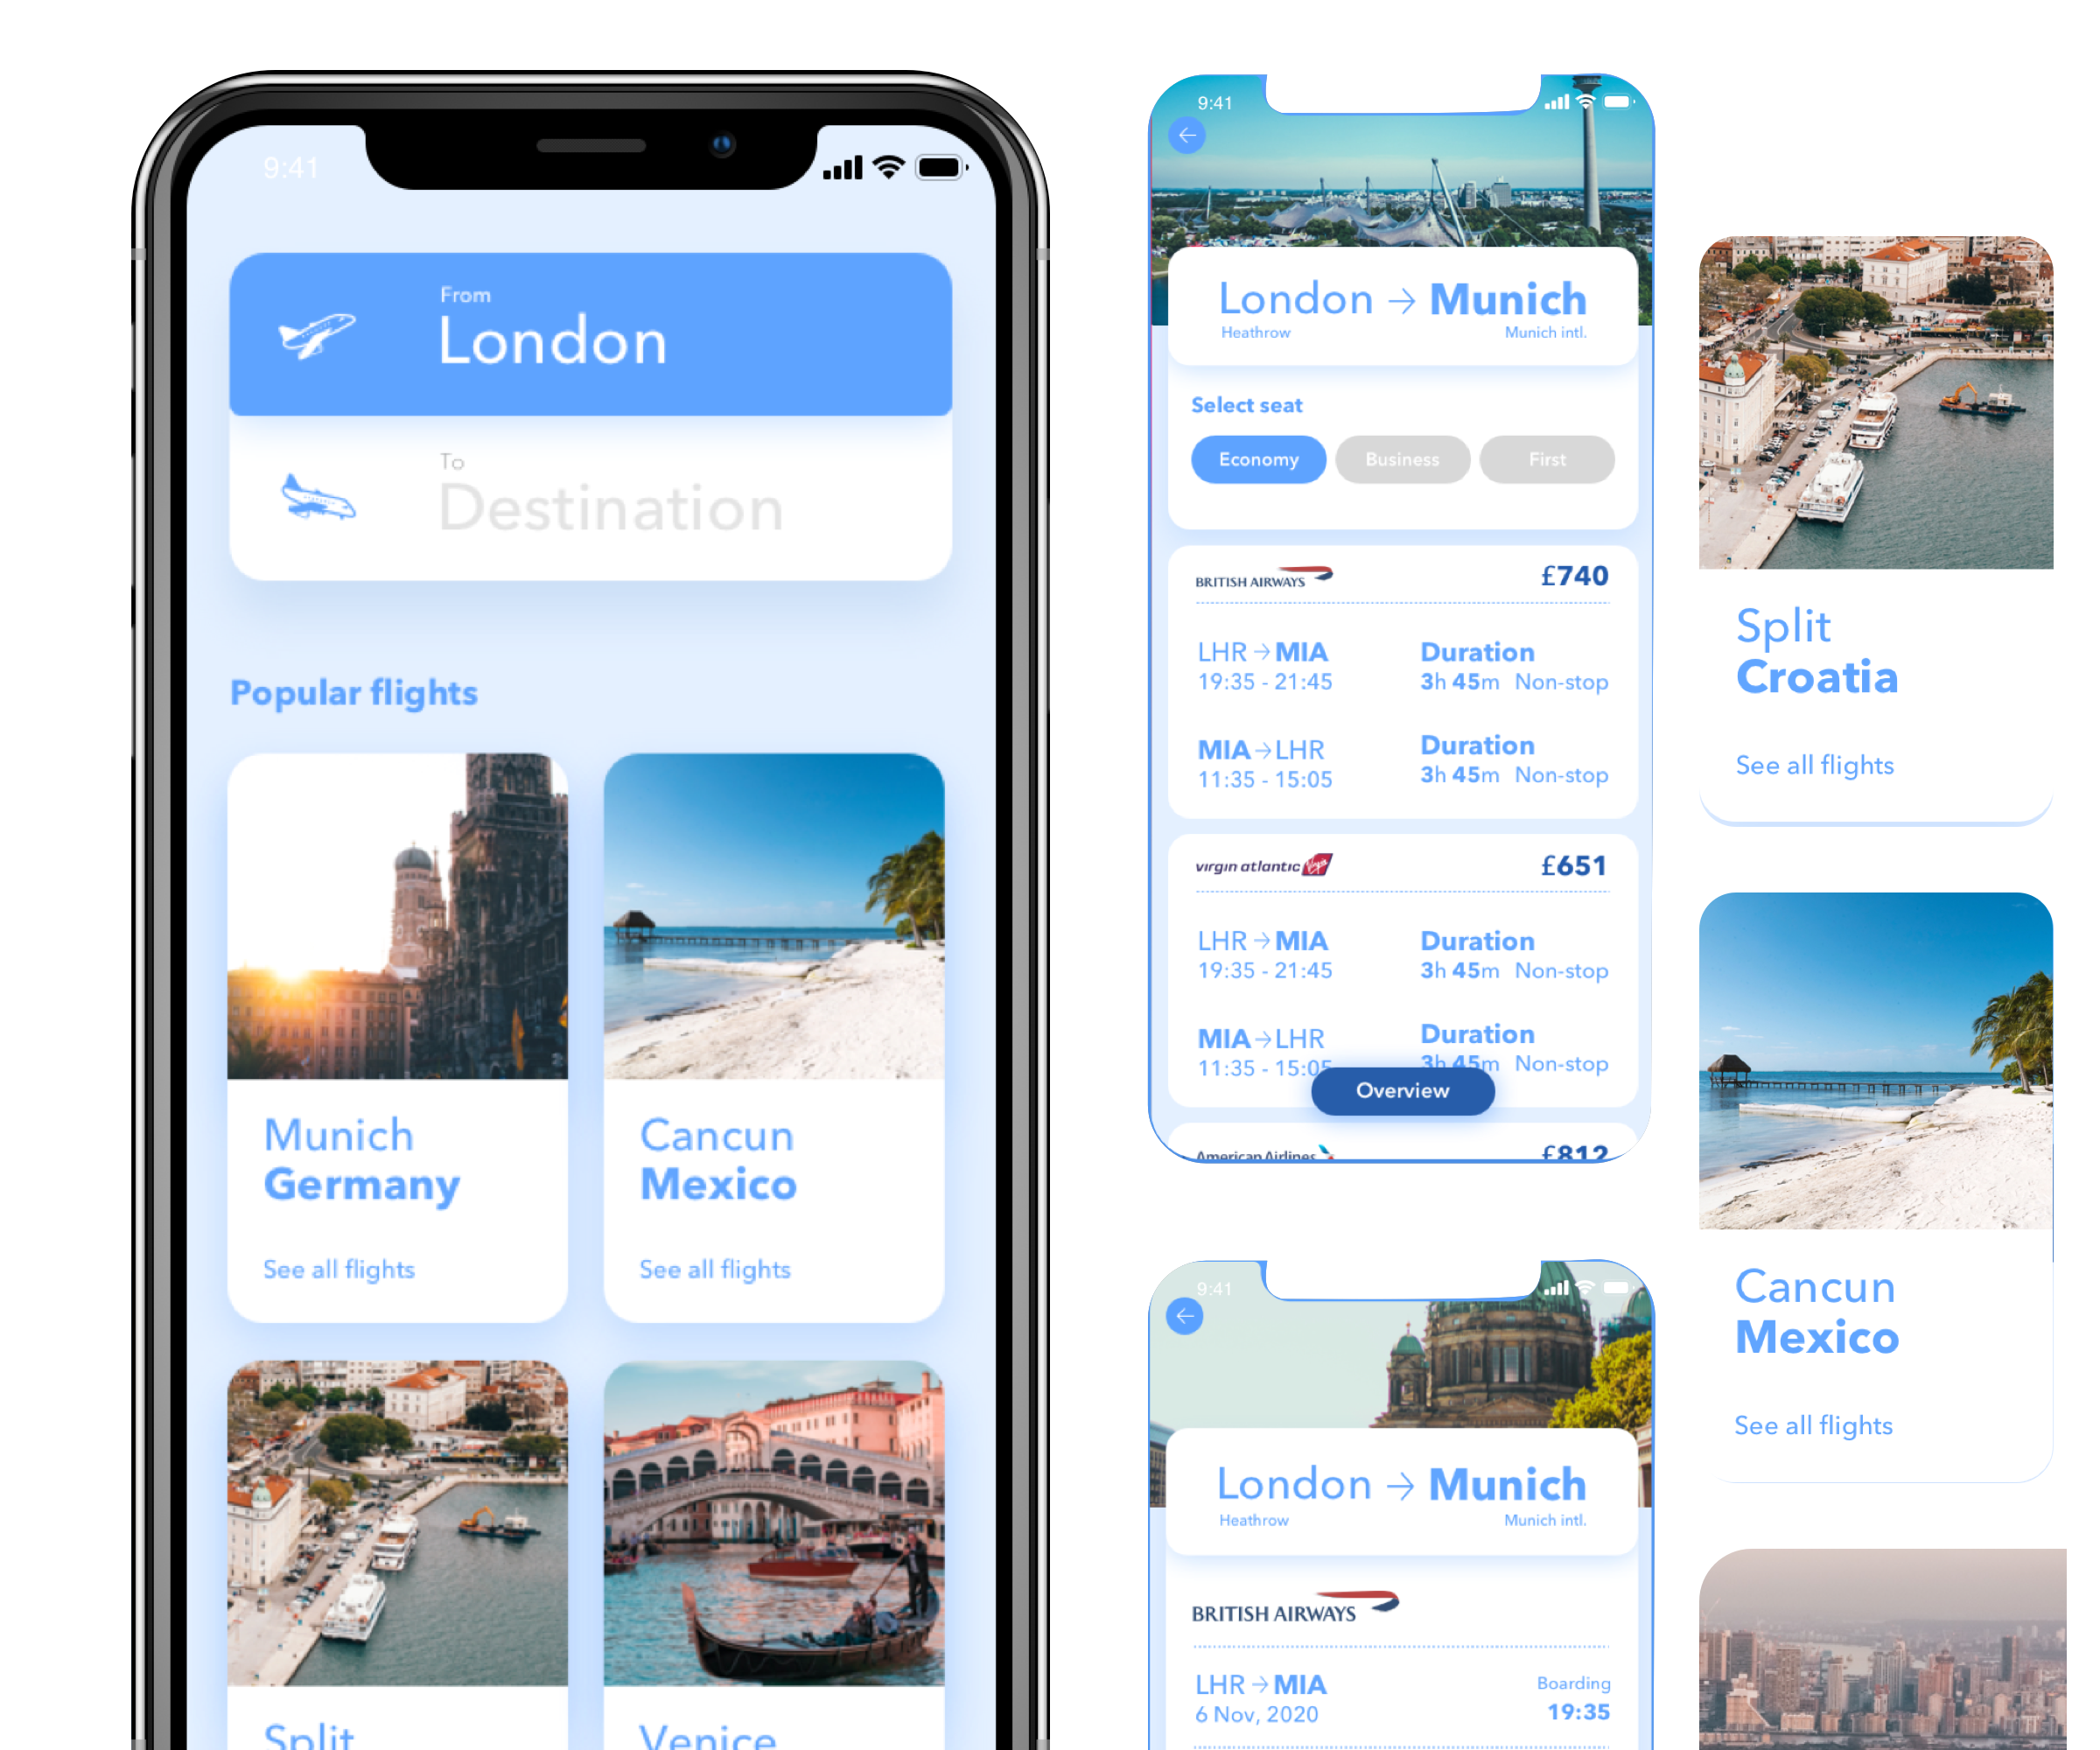 9:41
From
London
To
Destination
Popular flights
Munich
Germany
See all flights
Cancun
Mexico
See all flights
Split
Venice
9:41
London → Munich
Heathrow
Munich intl.
Select seat
Economy
Business
First
BRITISH AIRWAYS
£740
LHR → MIA
19:35 - 21:45
Duration
3h 45m Non-stop
MIA → LHR
11:35 - 15:05
Duration
3h 45m Non-stop
virgin atlantic
Virgin
£651
LHR → MIA
19:35 - 21:45
Duration
3h 45m Non-stop
MIA → LHR
11:35 - 15:05
Duration
3h 45m Non-stop
Overview
American Airlines
£812
9:41
London → Munich
Heathrow
Munich intl.
BRITISH AIRWAYS
LHR → MIA
6 Nov, 2020
Boarding
19:35
Split
Croatia
See all flights
Cancun
Mexico
See all flights